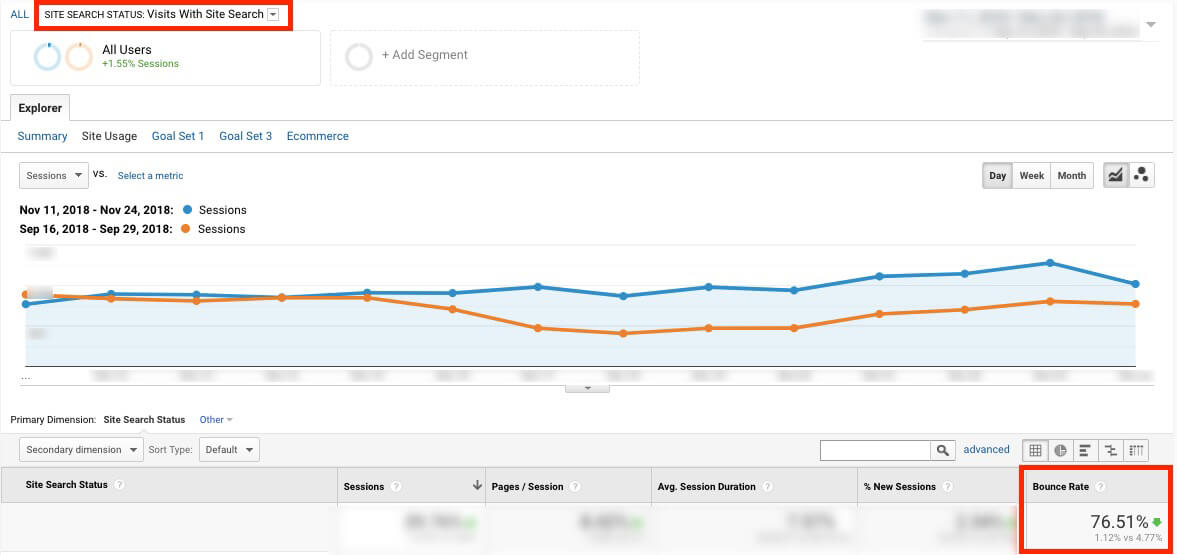 ALL SITE SEARCH STATUS: Visits With Site Search
All Users
+1.55% Sessions
+ Add Segment
Explorer
Summary Site Usage Goal Set 1 Goal Set 3 Ecommerce
Sessions vs. Select a metric Day Week Month
Nov 11, 2018 - Nov 24, 2018: Sessions
Sep 16, 2018 - Sep 29, 2018: Sessions
...
Primary Dimension: Site Search Status Other
Secondary dimension Sort Type: Default advanced
Site Search Status ? Sessions ? Pages / Session ? Avg. Session Duration ? % New Sessions ? Bounce Rate ?
76.51%
1.12% vs 4.77%